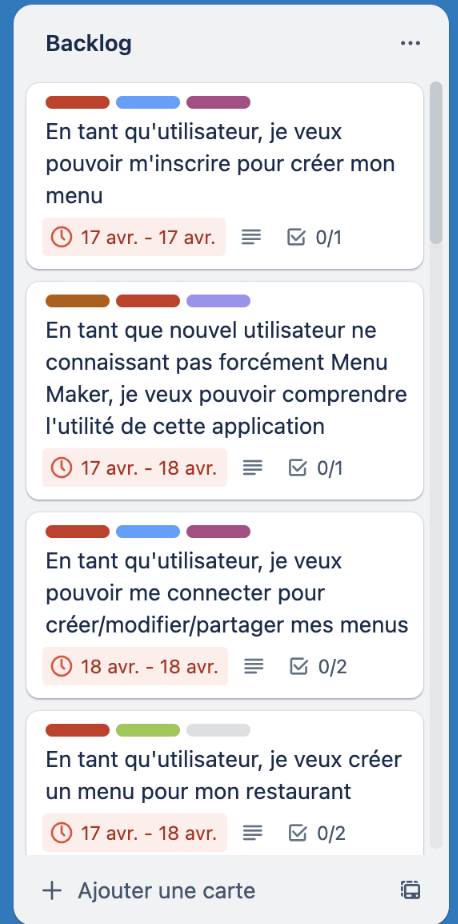 Backlog
En tant qu'utilisateur, je veux
pouvoir m'inscrire pour créer mon
menu
17 avr. - 17 avr. 0/1
En tant que nouvel utilisateur ne
connaissant pas forcément Menu
Maker, je veux pouvoir comprendre
l'utilité de cette application
17 avr. - 18 avr. 0/1
En tant qu'utilisateur, je veux
pouvoir me connecter pour
créer/modifier/partager mes menus
18 avr. - 18 avr. 0/2
En tant qu'utilisateur, je veux créer
un menu pour mon restaurant
17 avr. - 18 avr. 0/2
Ajouter une carte